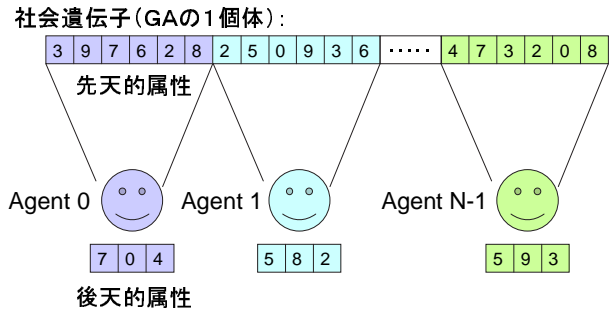 社会遺伝子（GAの１個体）：
3 9 7 6 2 8 2 5 0 9 3 6 ····· 4 7 3 2 0 8
先天的属性
Agent 0 Agent 1 Agent N-1
7 0 4 5 8 2 5 9 3
後天的属性